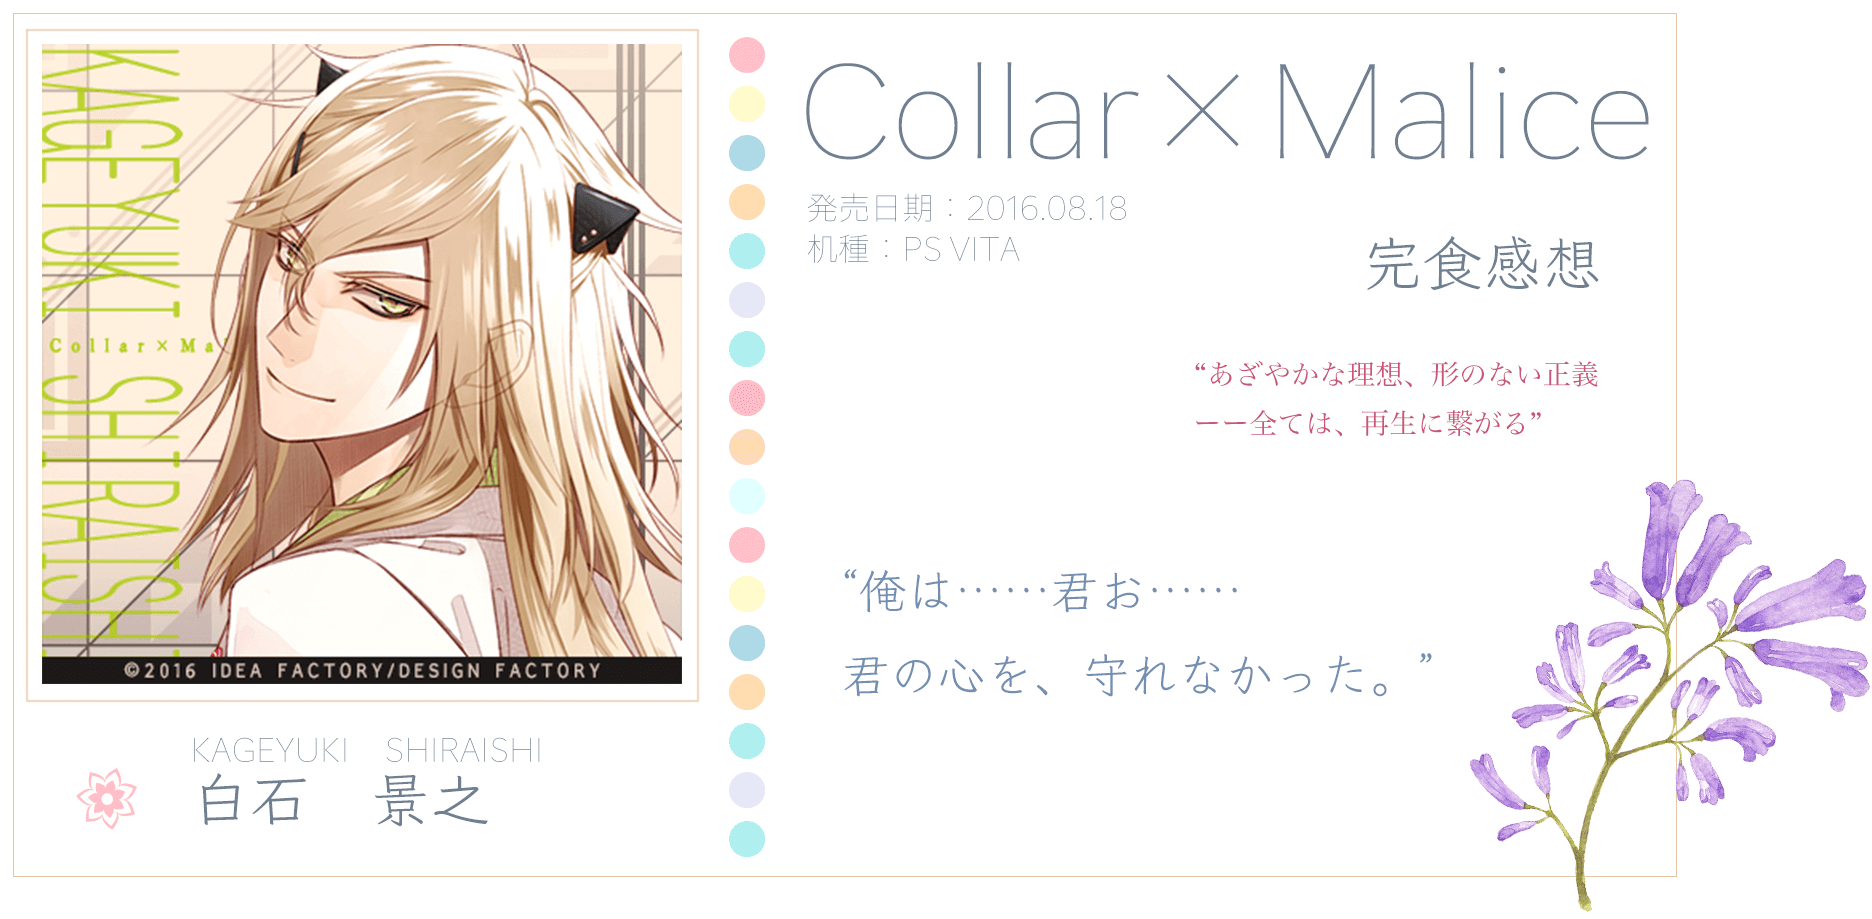 KAGEYUKI SHIRAISHI
Collar×Mal
©2016 IDEA FACTORY/DESIGN FACTORY
KAGEYUKI SHIRAISHI
白石 景之
Collar×Malice
発売日期：2016.08.18
机種：PS VITA
完食感想
“あざやかな理想、形のない正義
ーー全ては、再生に繋がる”
“俺は……君お……
君の心を、守れなかった。”